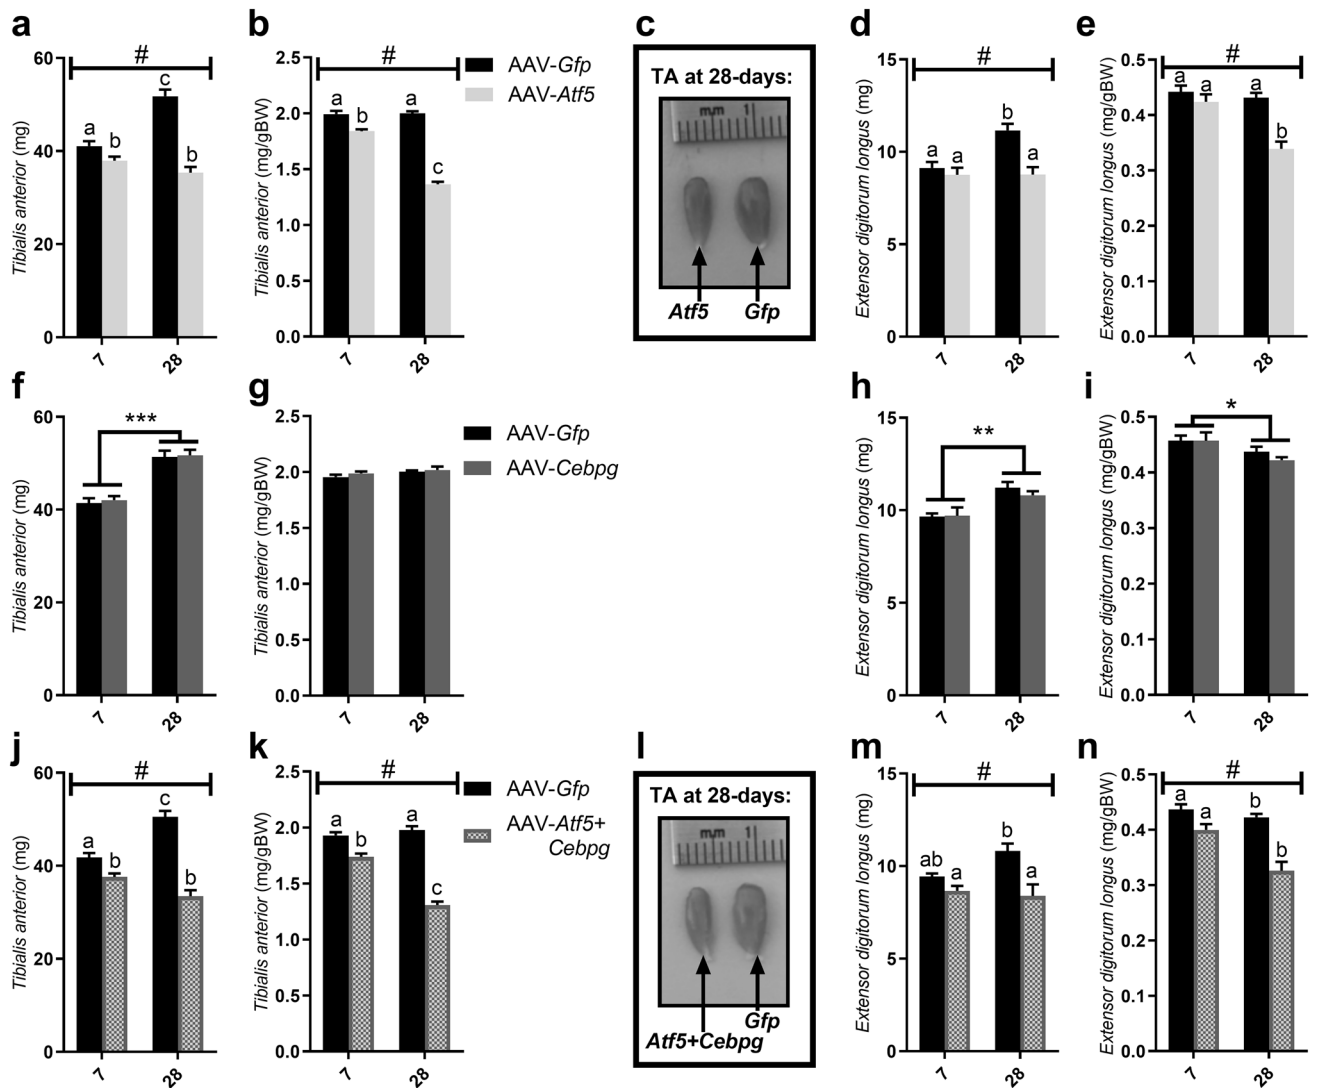 a
60
40
20
0
Tibialis anterior (mg)
#
a
b
c
b
7
28
b
2.5
2.0
1.5
1.0
0.5
0.0
Tibialis anterior (mg/gBW)
#
a
b
a
c
7
28
AAV-Gfp
AAV-Atf5
c
TA at 28-days:
mm 1
Atf5
Gfp
d
15
10
5
0
Extensor digitorum longus (mg)
#
a
a
b
a
7
28
e
0.5
0.4
0.3
0.2
0.1
0.0
Extensor digitorum longus (mg/gBW)
#
a
a
a
b
7
28
f
60
40
20
0
Tibialis anterior (mg)
***
7
28
g
2.5
2.0
1.5
1.0
0.5
0.0
Tibialis anterior (mg/gBW)
7
28
AAV-Gfp
AAV-Cebpg
h
15
10
5
0
Extensor digitorum longus (mg)
**
7
28
i
0.5
0.4
0.3
0.2
0.1
0.0
Extensor digitorum longus (mg/gBW)
*
7
28
j
60
40
20
0
Tibialis anterior (mg)
#
a
b
c
b
7
28
k
2.5
2.0
1.5
1.0
0.5
0.0
Tibialis anterior (mg/gBW)
#
a
b
a
c
7
28
AAV-Gfp
AAV-Atf5+
Cebpg
l
TA at 28-days:
mm 1
Gfp
Atf5+Cebpg
m
15
10
5
0
Extensor digitorum longus (mg)
#
ab
a
b
a
7
28
n
0.5
0.4
0.3
0.2
0.1
0.0
Extensor digitorum longus (mg/gBW)
#
a
a
b
b
7
28